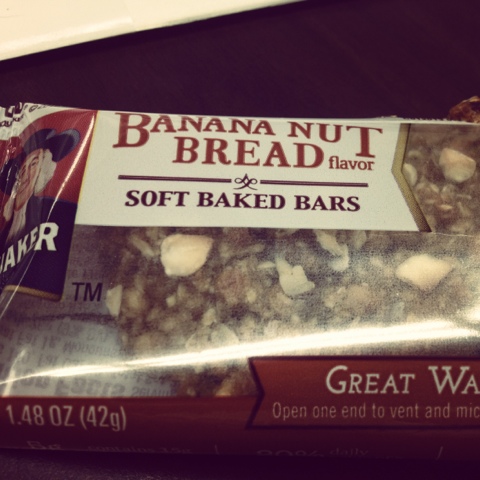 BANANA NUT
BREAD flavor
SOFT BAKED BARS
AKER
TM
GREAT WA
Open one end to vent and mic
1.48 OZ (42g)